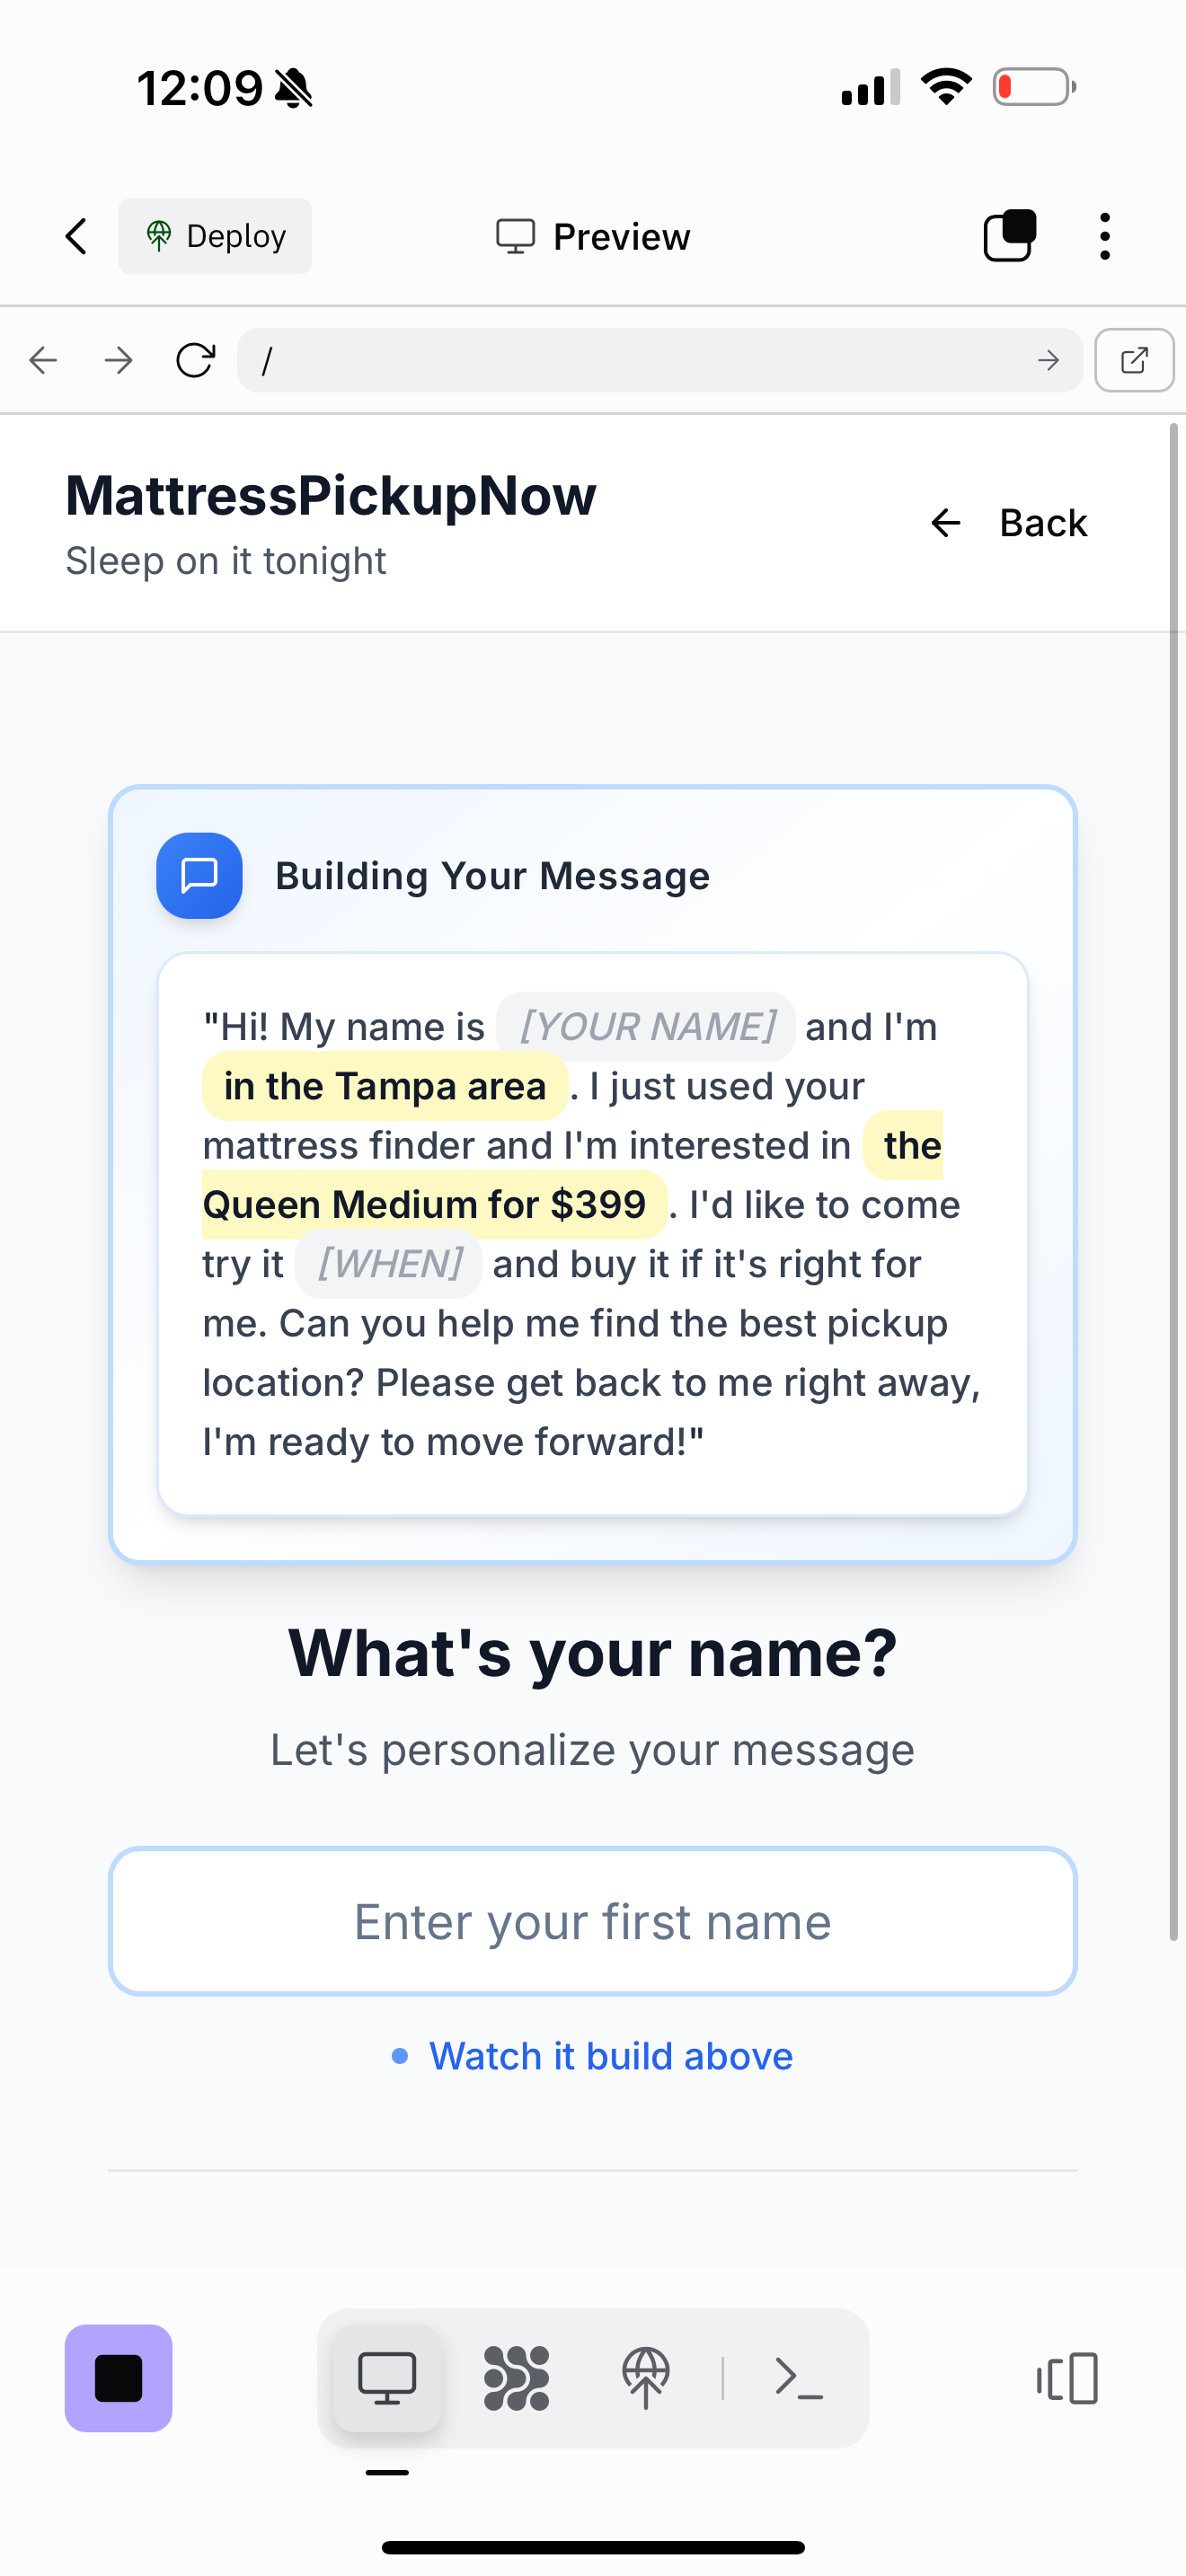 12:09
Deploy
Preview
/
MattressPickupNow
Sleep on it tonight
Back
Building Your Message
"Hi! My name is [YOUR NAME] and I'm
in the Tampa area. I just used your
mattress finder and I'm interested in the
Queen Medium for $399. I'd like to come
try it [WHEN] and buy it if it's right for
me. Can you help me find the best pickup
location? Please get back to me right away,
I'm ready to move forward!"
What's your name?
Let's personalize your message
Enter your first name
Watch it build above